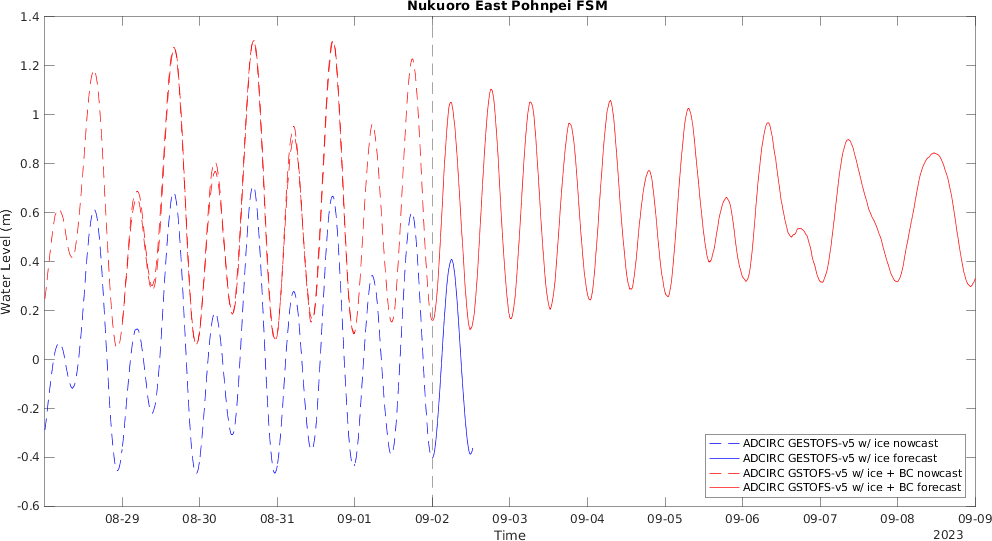 Nukuoro East Pohnpei FSM
1.4
1.2
1
0.8
0.6
0.4
0.2
0
-0.2
-0.4
-0.6
Water Level (m)
ADCIRC GESTOFS-v5 w/ ice nowcast
ADCIRC GESTOFS-v5 w/ ice forecast
ADCIRC GSTOFS-v5 w/ ice + BC nowcast
ADCIRC GSTOFS-v5 w/ ice + BC forecast
08-29 08-30 08-31 09-01 09-02 09-03 09-04 09-05 09-06 09-07 09-08 09-09
Time
2023